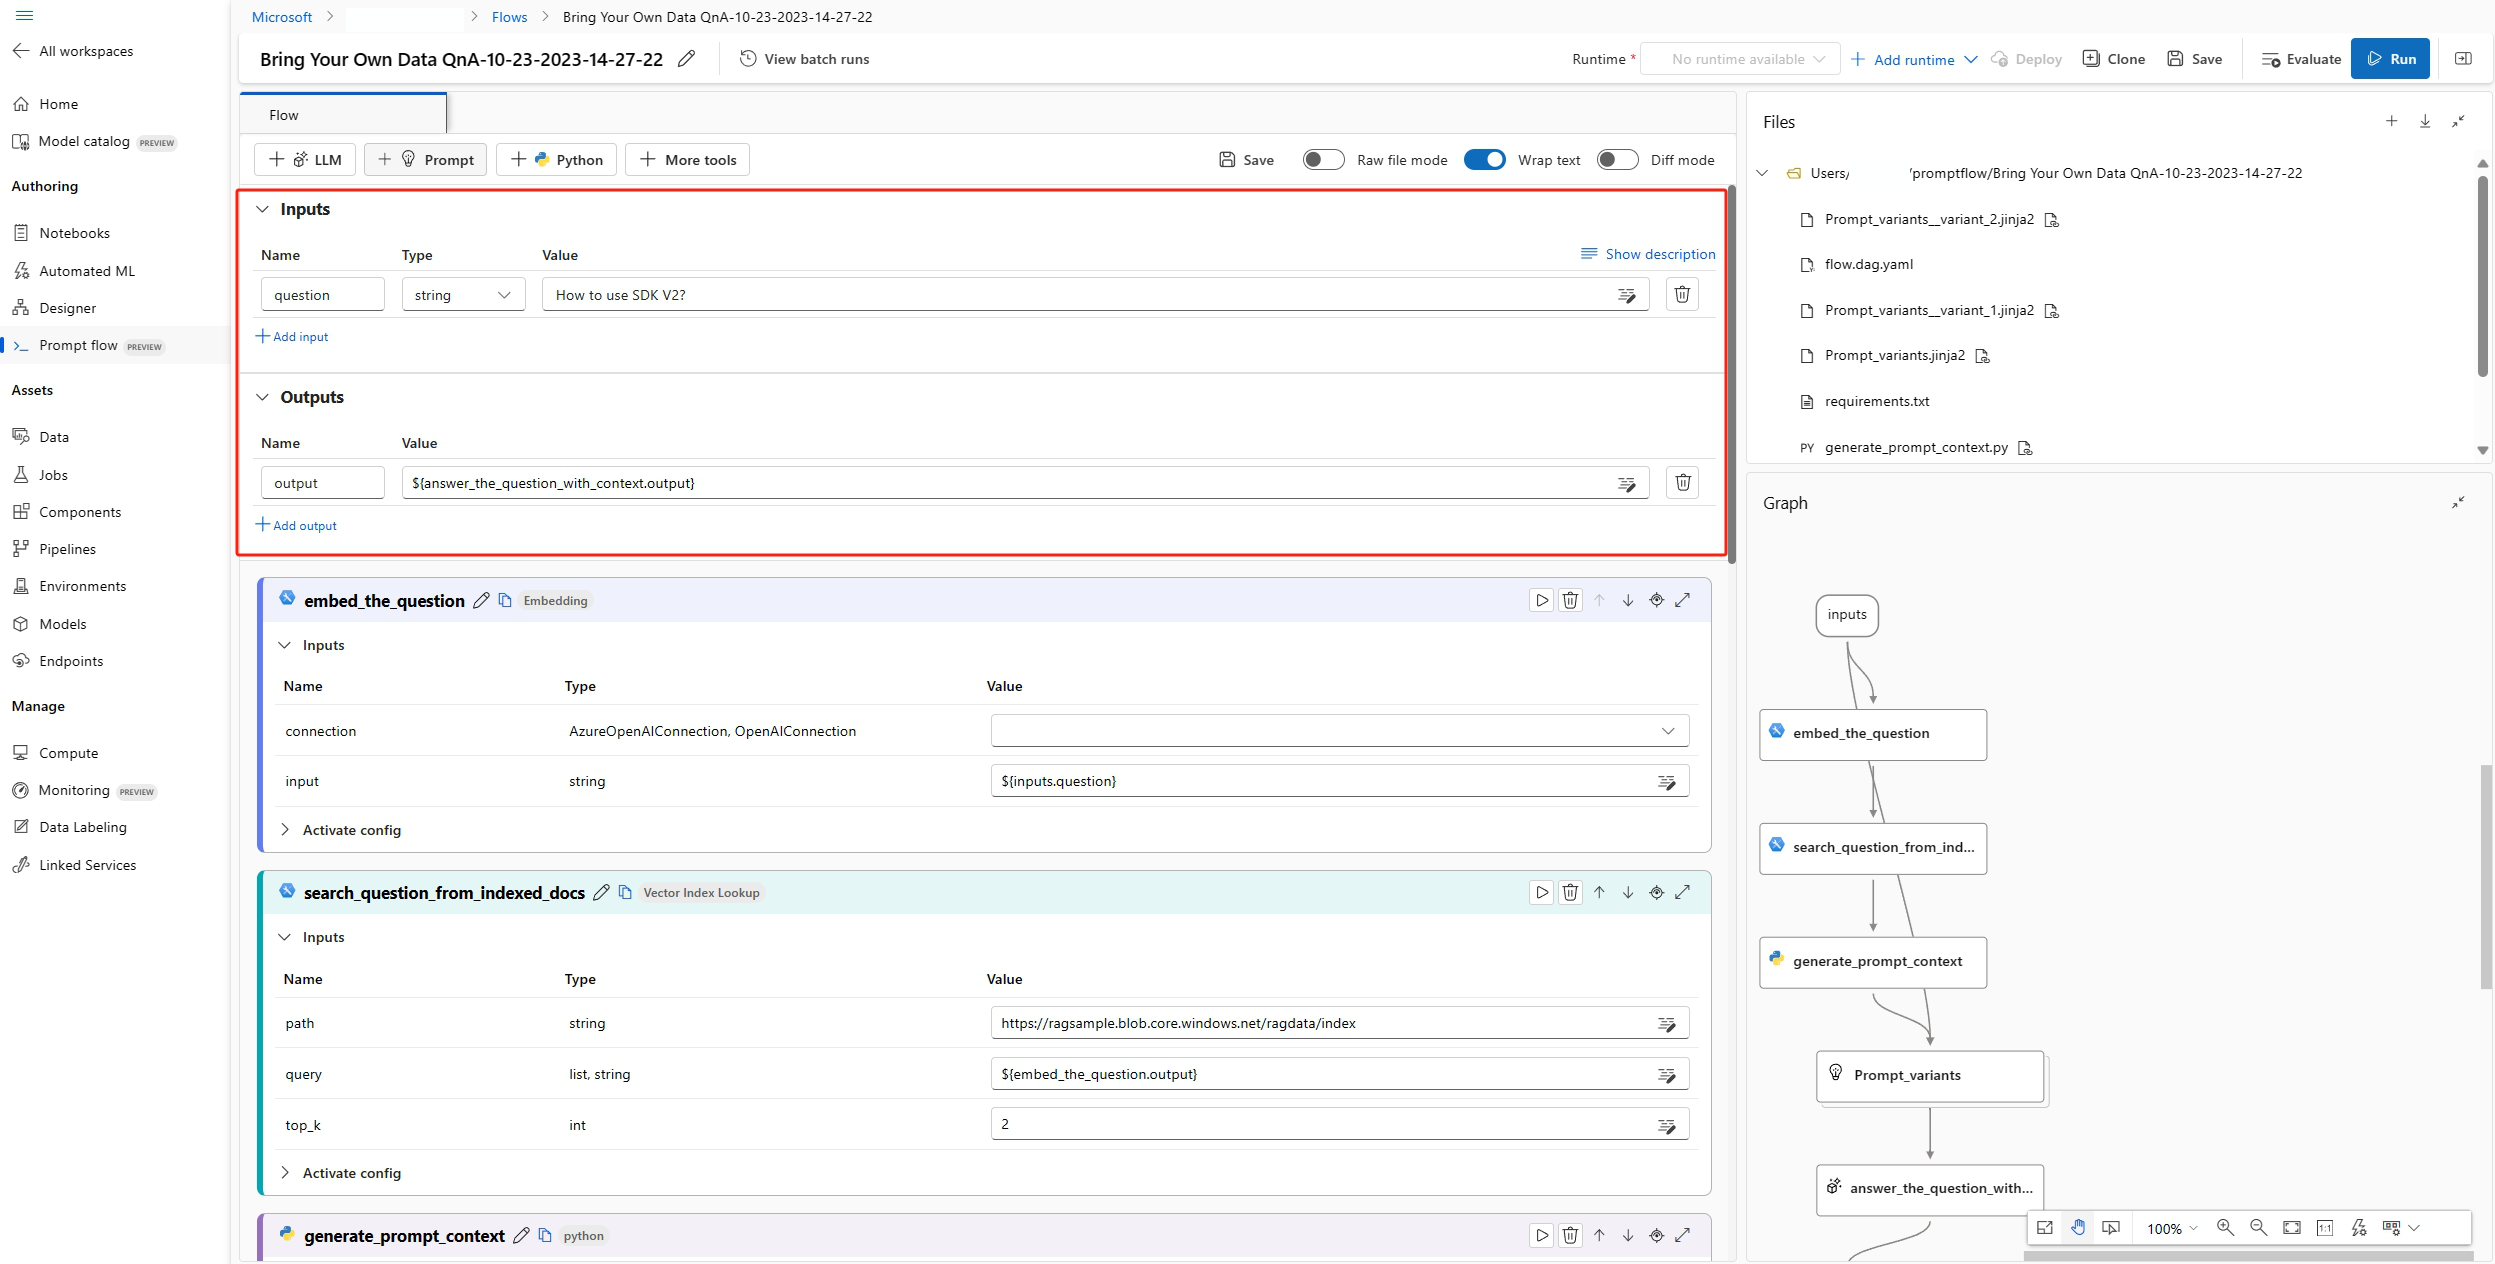 Microsoft > > Flows > Bring Your Own Data QnA-10-23-2023-14-27-22
All workspaces
Home
Model catalog PREVIEW
Authoring
Notebooks
Automated ML
Designer
Prompt flow PREVIEW
Assets
Data
Jobs
Components
Pipelines
Environments
Models
Endpoints
Manage
Compute
Monitoring PREVIEW
Data Labeling
Linked Services
Bring Your Own Data QnA-10-23-2023-14-27-22 View batch runs
Runtime * No runtime available Add runtime Deploy Clone Save Evaluate Run
Flow
LLM Prompt Python More tools
Save Raw file mode Wrap text Diff mode
Inputs
Name Type Value Show description
question string How to use SDK V2?
Add input
Outputs
Name Value
output ${answer_the_question_with_context.output}
Add output
embed_the_question Embedding
Inputs
Name Type Value
connection AzureOpenAIConnection, OpenAIConnection
input string ${inputs.question}
Activate config
search_question_from_indexed_docs Vector Index Lookup
Inputs
Name Type Value
path string https://ragsample.blob.core.windows.net/ragdata/index
query list, string ${embed_the_question.output}
top_k int 2
Activate config
generate_prompt_context python
Files
Users/ /promptflow/Bring Your Own Data QnA-10-23-2023-14-27-22
Prompt_variants__variant_2.jinja2
flow.dag.yaml
Prompt_variants__variant_1.jinja2
Prompt_variants.jinja2
requirements.txt
PY generate_prompt_context.py
Graph
inputs
embed_the_question
search_question_from_ind...
generate_prompt_context
Prompt_variants
answer_the_question_with...
100% 1:1